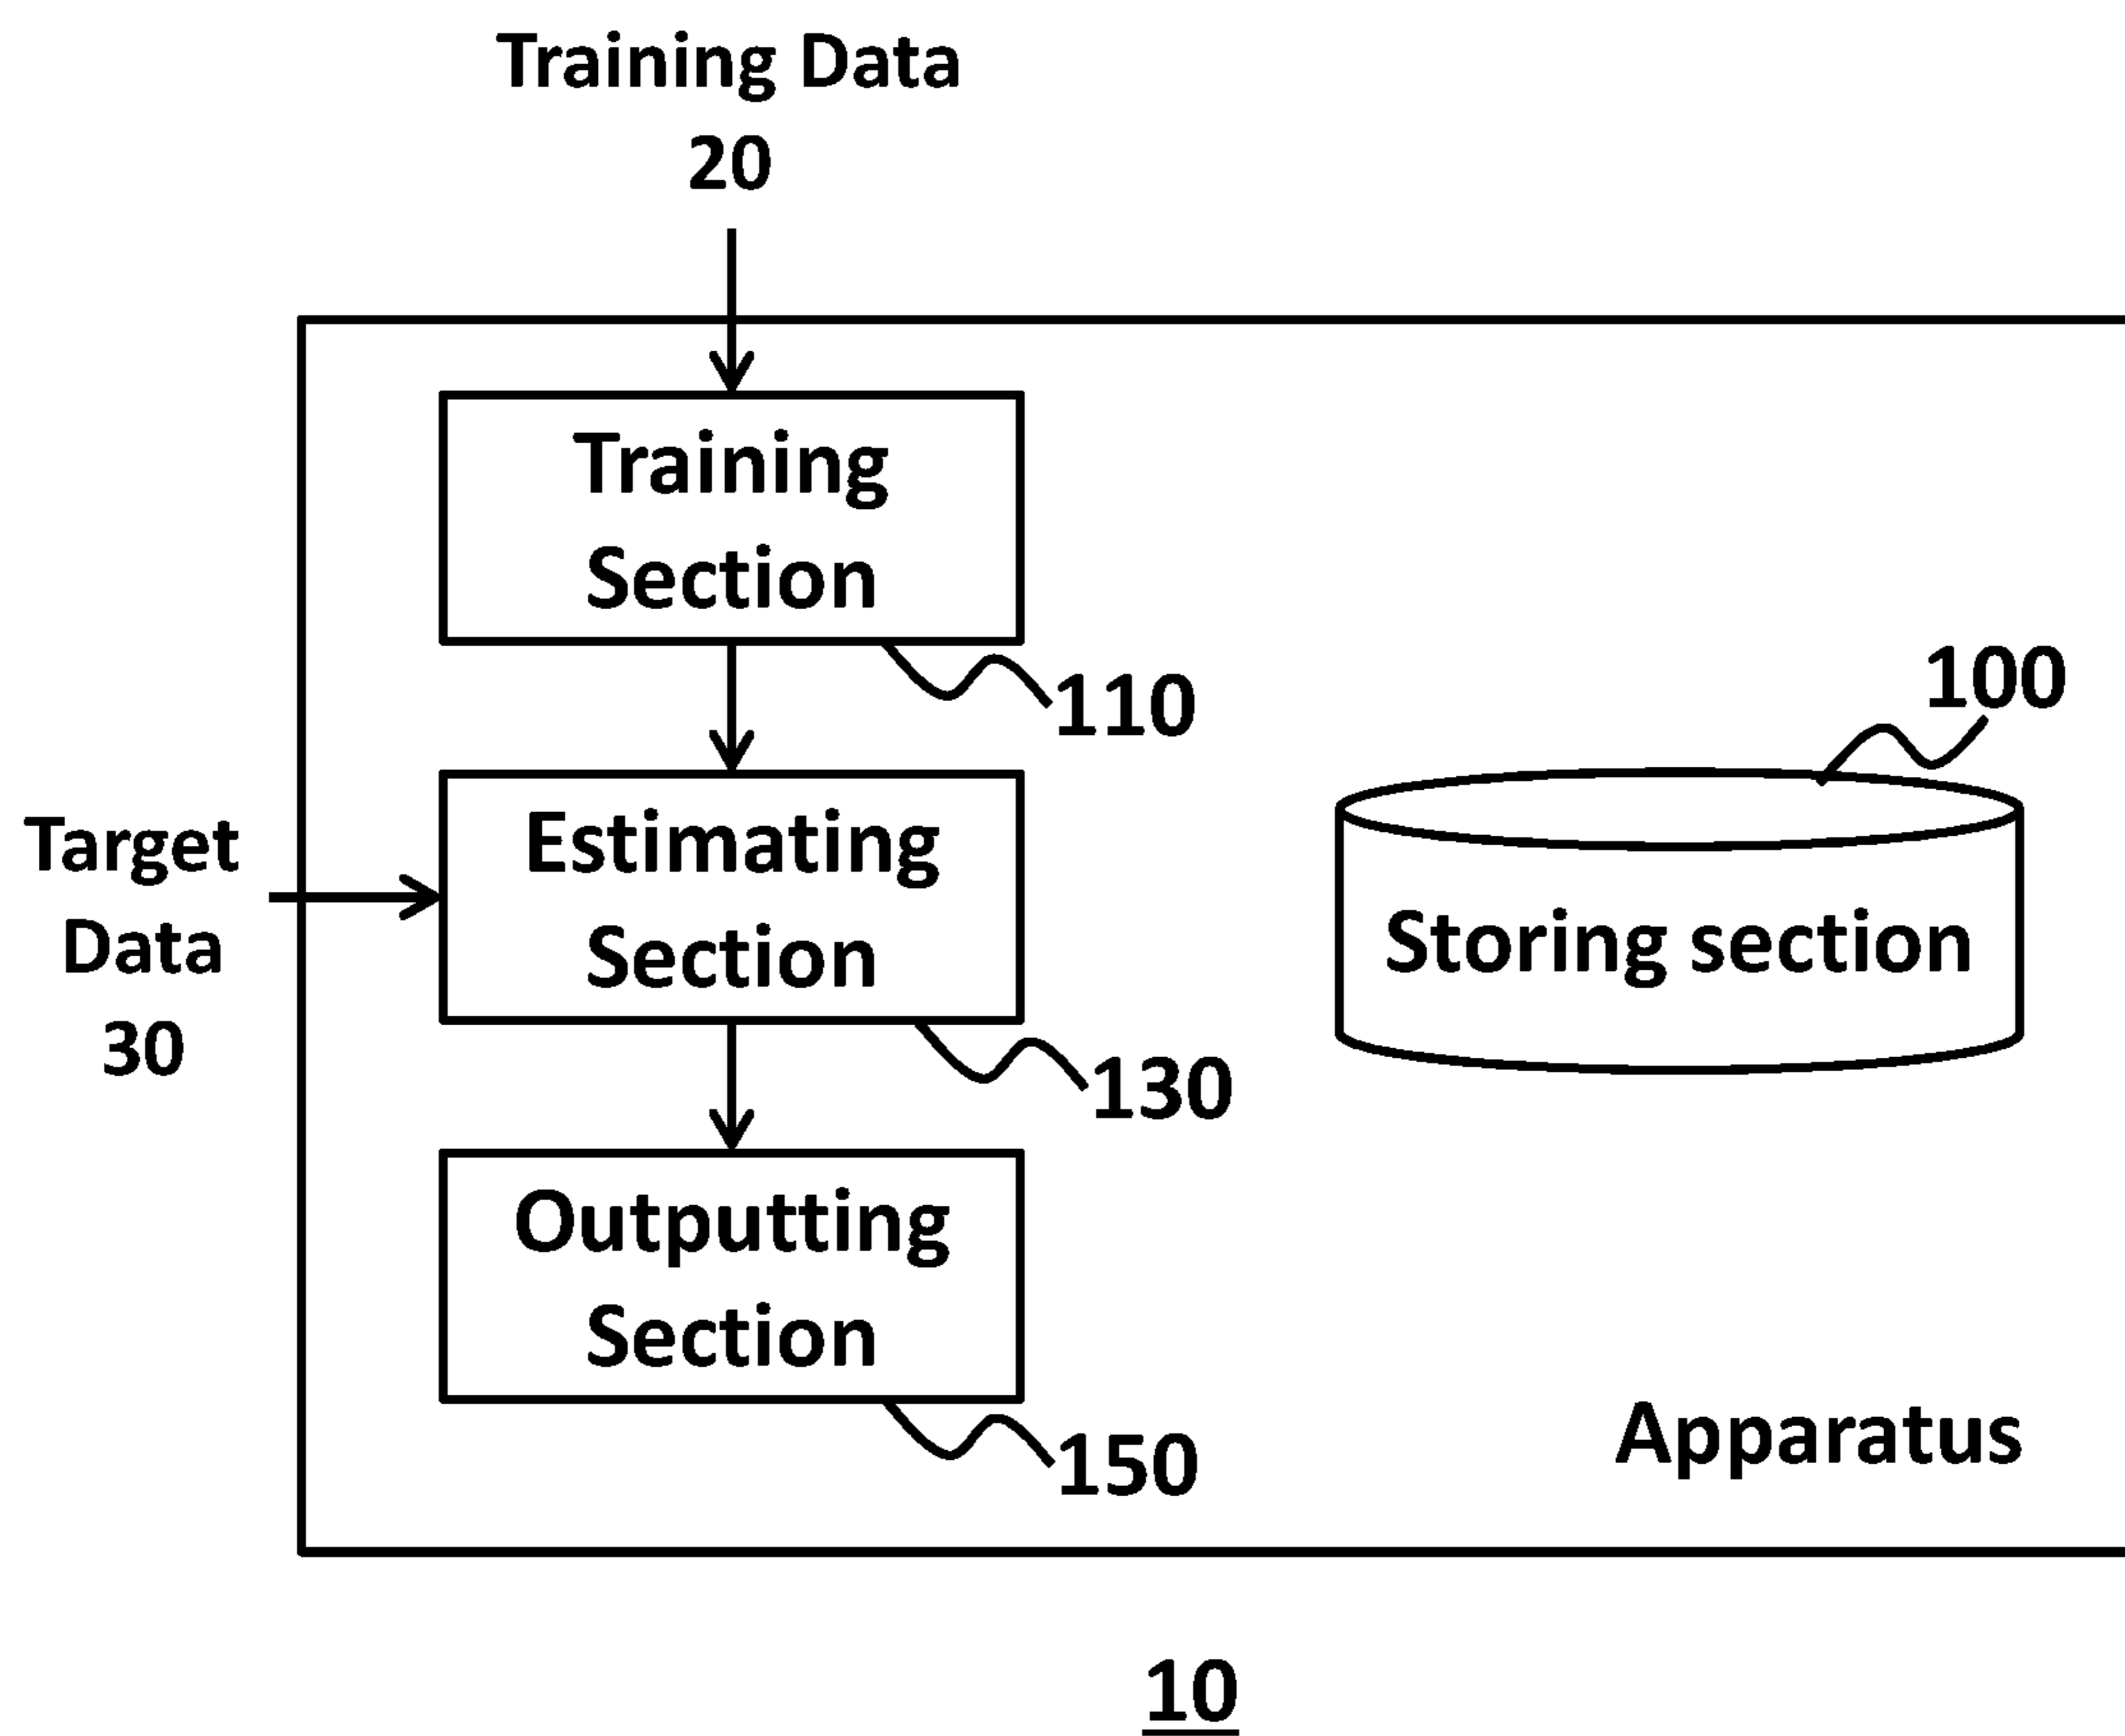 Training Data
20
Training
Section
110
100
Target
Data
30
Estimating
Section
130
Storing section
Outputting
Section
150
Apparatus
10